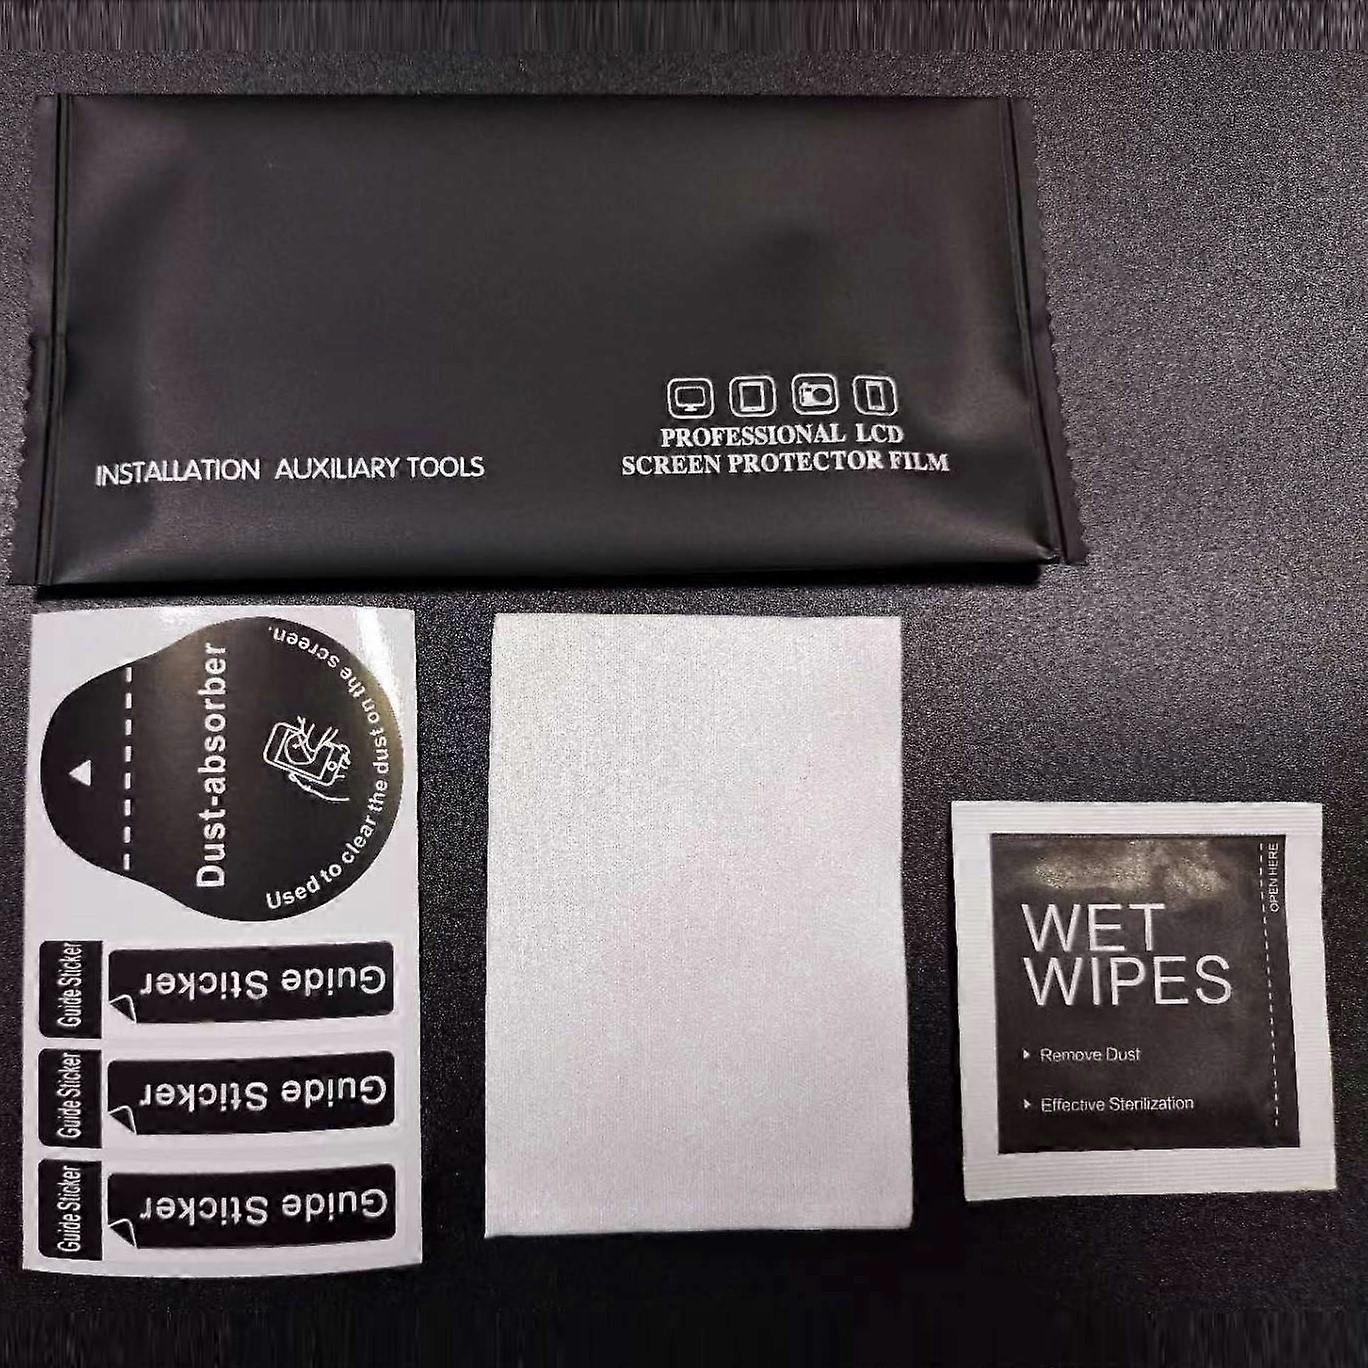 INSTALLATION AUXILIARY TOOLS
PROFESSIONAL LCD
SCREEN PROTECTOR FILM
Dust-absorber
Used to clear the dust on the screen.
Guide Sticker
Guide Sticker
Guide Sticker
Guide Sticker
Guide Sticker
Guide Sticker
WET
WIPES
Remove Dust
Effective Sterilization
OPEN HERE